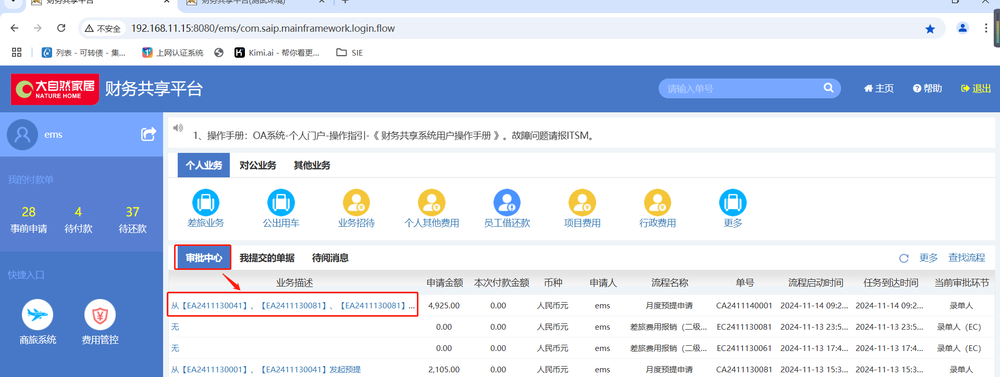 财务共享平台
财务共享平台(测试环境)
不安全 192.168.11.15:8080/ems/com.saip.mainframework.login.flow
列表 - 可转债 - 集... 上网认证系统 Kimi.ai - 帮你看更... SIE
大自然家居 NATURE HOME 财务共享平台 请输入单号 主页 帮助 退出
ems
1、操作手册：OA系统-个人门户-操作指引-《 财务共享系统用户操作手册 》。故障问题请报ITSM。
个人业务 对公业务 其他业务
我的付款单
28 4 37
事前申请 待付款 待还款
差旅业务 公出用车 业务招待 个人其他费用 员工借还款 项目费用 行政费用 更多
审批中心 我提交的单据 待阅消息 更多 查找流程
快捷入口
商旅系统 费用管控
业务描述 申请金额 本次付款金额 币种 申请人 流程名称 单号 流程启动时间 任务到达时间 当前审批环节
从【EA2411130041】、【EA2411130081】、【EA2411130081】... 4,925.00 0.00 人民币元 ems 月度预提申请 CA2411140001 2024-11-14 09:2... 2024-11-14 09:2... 录单人
无 0.00 0.00 人民币元 ems 差旅费用报销（二级... EC2411130081 2024-11-13 23:5... 2024-11-13 23:5... 录单人（EC）
无 0.00 0.00 人民币元 ems 差旅费用报销（二级... EC2411130061 2024-11-13 17:4... 2024-11-13 17:4... 录单人（EC）
从【EA2411130001】、【EA2411130041】发起预提 2,105.00 0.00 人民币元 ems 月度预提申请 CA2411130081 2024-11-13 15:3... 2024-11-13 15:3... 录单人